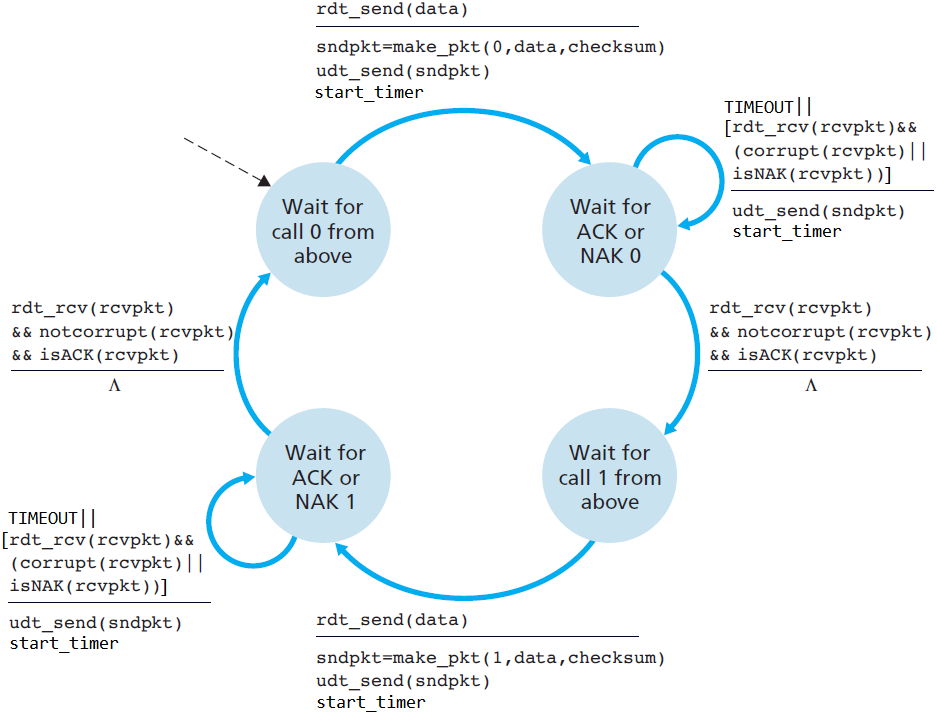 rdt_send(data)
sndpkt=make_pkt(0,data,checksum)
udt_send(sndpkt)
start_timer
TIMEOUT||
[rdt_rcv(rcvpkt)&&
(corrupt(rcvpkt)||
isNAK(rcvpkt))]
udt_send(sndpkt)
start_timer
Wait for
call 0 from
above
Wait for
ACK or
NAK 0
rdt_rcv(rcvpkt)
&& notcorrupt(rcvpkt)
&& isACK(rcvpkt)
Λ
rdt_rcv(rcvpkt)
&& notcorrupt(rcvpkt)
&& isACK(rcvpkt)
Λ
Wait for
ACK or
NAK 1
Wait for
call 1 from
above
TIMEOUT||
[rdt_rcv(rcvpkt)&&
(corrupt(rcvpkt)||
isNAK(rcvpkt))]
udt_send(sndpkt)
start_timer
rdt_send(data)
sndpkt=make_pkt(1,data,checksum)
udt_send(sndpkt)
start_timer